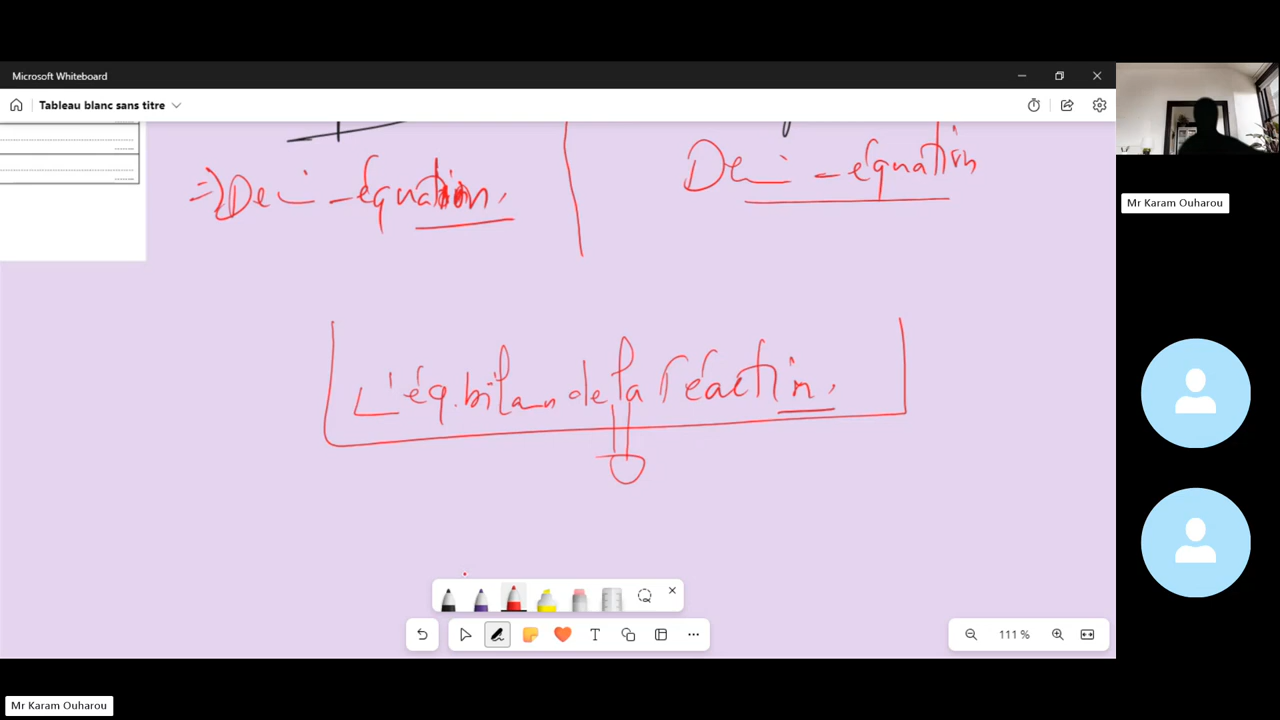 Microsoft Whiteboard
Tableau blanc sans titre
=> Demi-équation.
Demi-équation
L'éq. bilan de la réaction.
111 %
Mr Karam Ouharou
Mr Karam Ouharou